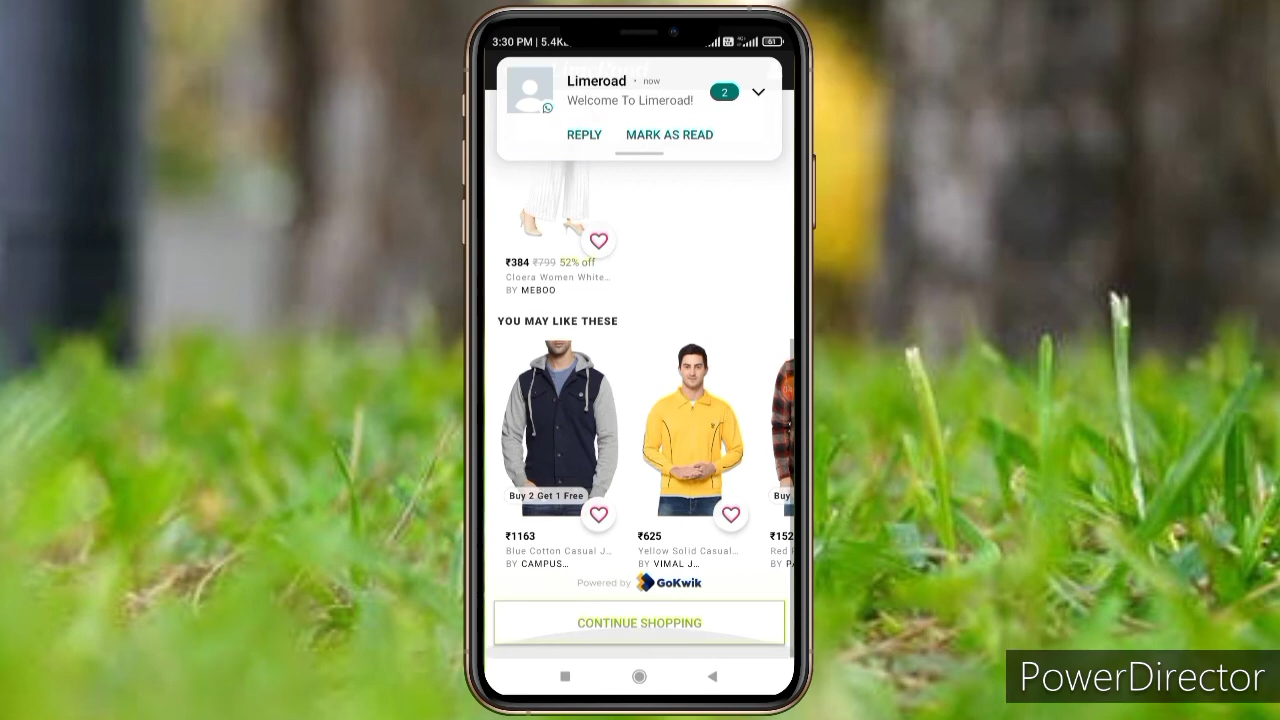 3:30 PM | 5.4K
61
Limeroad · now
2
Welcome To Limeroad!
REPLY MARK AS READ
₹384 ₹799 52% off
Cloera Women White...
BY MEBOO
YOU MAY LIKE THESE
Buy 2 Get 1 Free
Buy
₹1163 ₹625 ₹152
Blue Cotton Casual J... Yellow Solid Casual... Red
BY CAMPUS... BY VIMAL J... BY
Powered by GoKwik
CONTINUE SHOPPING
PowerDirector